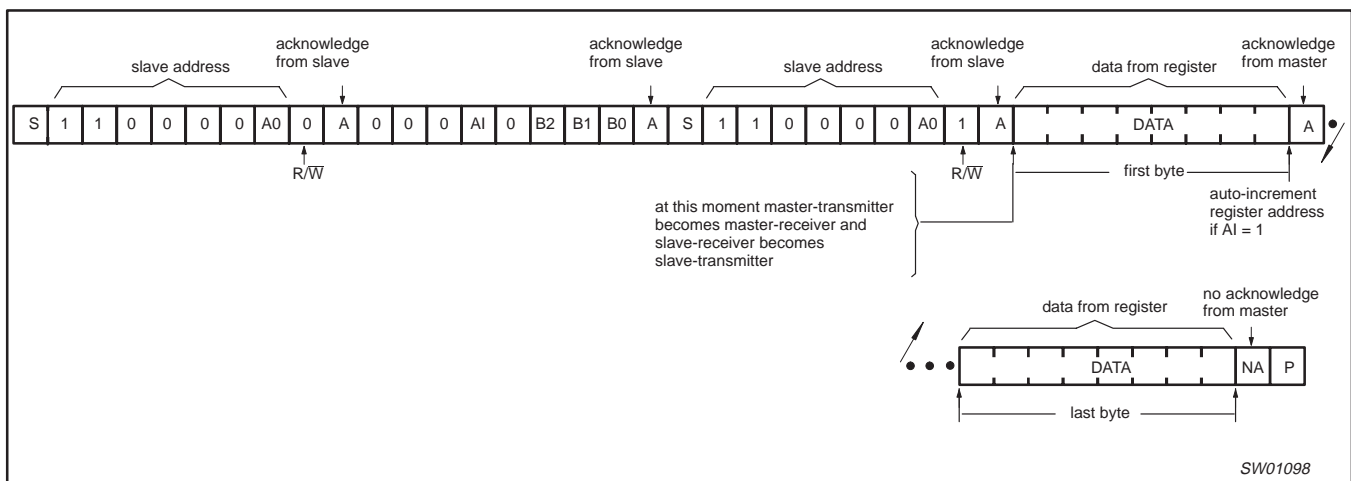 acknowledge
from slave
acknowledge
from slave
acknowledge
from slave
acknowledge
from master
slave address
slave address
data from register
S 1 1 0 0 0 0 A0 0 A 0 0 0 AI 0 B2 B1 B0 A S 1 1 0 0 0 0 A0 1 A DATA A
R/W̅
R/W̅
first byte
at this moment master-transmitter
becomes master-receiver and
slave-receiver becomes
slave-transmitter
auto-increment
register address
if AI = 1
data from register
no acknowledge
from master
DATA NA P
last byte
SW01098